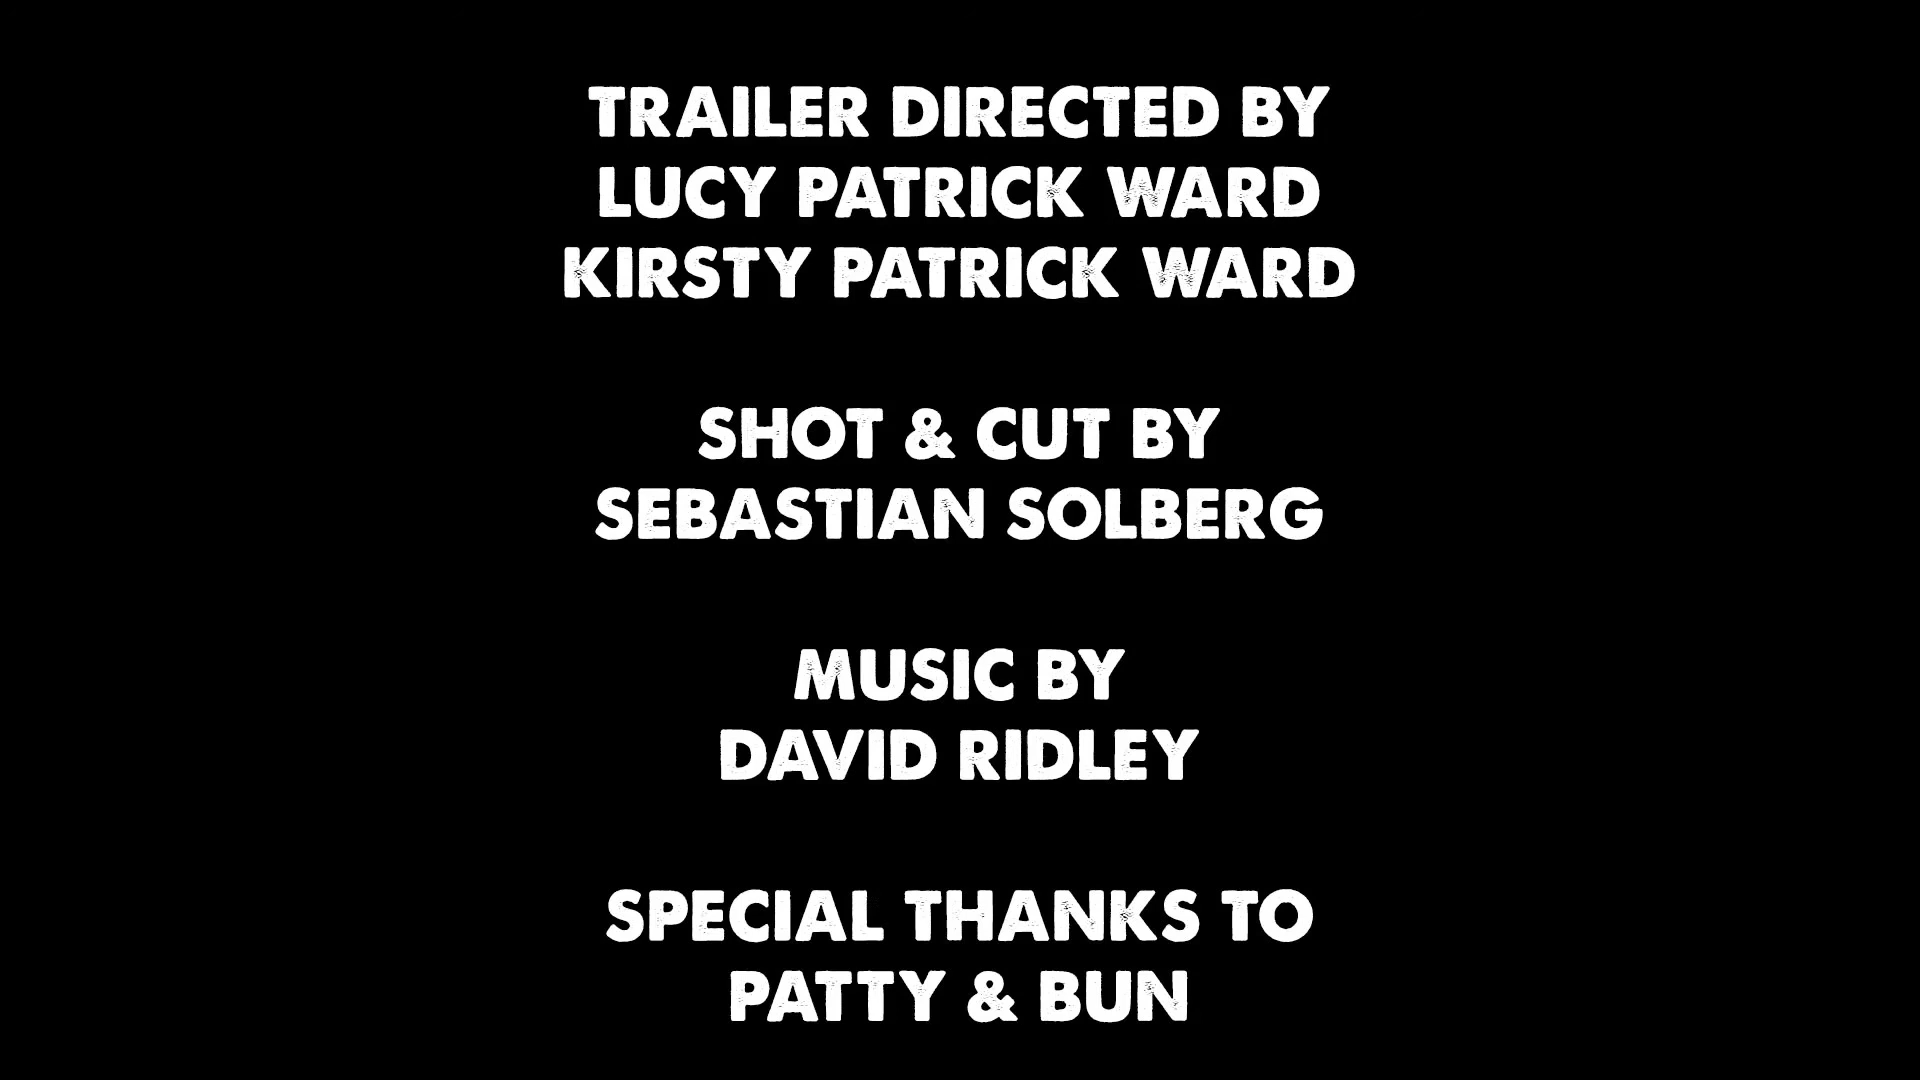 TRAILER DIRECTED BY
LUCY PATRICK WARD
KIRSTY PATRICK WARD
SHOT & CUT BY
SEBASTIAN SOLBERG
MUSIC BY
DAVID RIDLEY
SPECIAL THANKS TO
PATTY & BUN